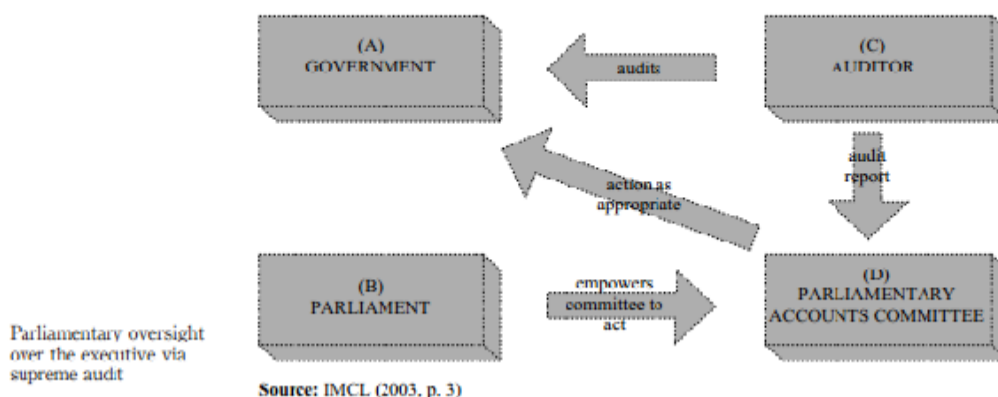 (A)
GOVERNMENT
audits
(C)
AUDITOR
action as
appropriate
audit
report
(B)
PARLIAMENT
empowers
committee to
act
(D)
PARLIAMENTARY
ACCOUNTS COMMITTEE
Parliamentary oversight
over the executive via
supreme audit
Source: IMCL (2003, p. 3)